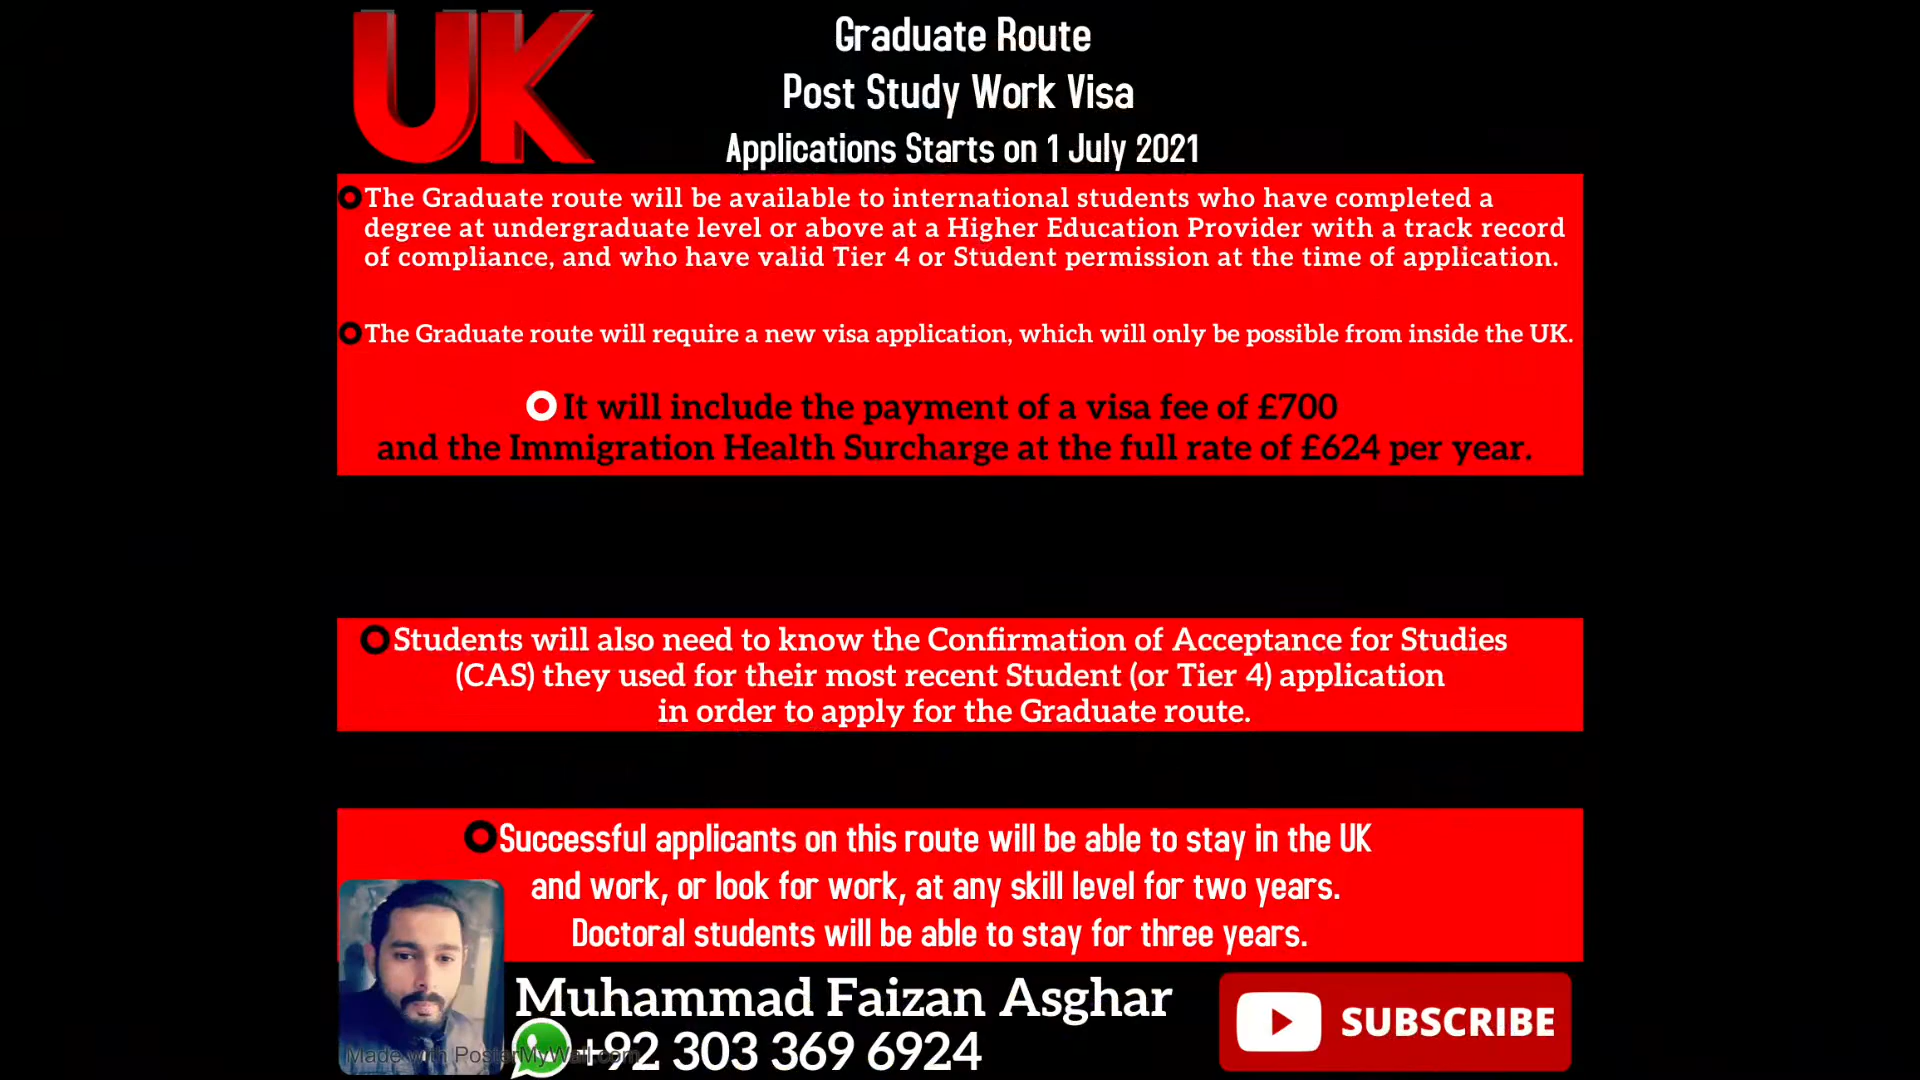 UK
Graduate Route
Post Study Work Visa
Applications Starts on 1 July 2021
The Graduate route will be available to international students who have completed a
degree at undergraduate level or above at a Higher Education Provider with a track record
of compliance, and who have valid Tier 4 or Student permission at the time of application.
The Graduate route will require a new visa application, which will only be possible from inside the UK.
It will include the payment of a visa fee of £700
and the Immigration Health Surcharge at the full rate of £624 per year.
Students will also need to know the Confirmation of Acceptance for Studies
(CAS) they used for their most recent Student (or Tier 4) application
in order to apply for the Graduate route.
Successful applicants on this route will be able to stay in the UK
and work, or look for work, at any skill level for two years.
Doctoral students will be able to stay for three years.
Muhammad Faizan Asghar
+92 303 369 6924
Made with PosterMyWall.com
SUBSCRIBE